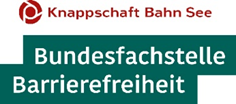 Knappschaft Bahn See
Bundesfachstelle
Barrierefreiheit